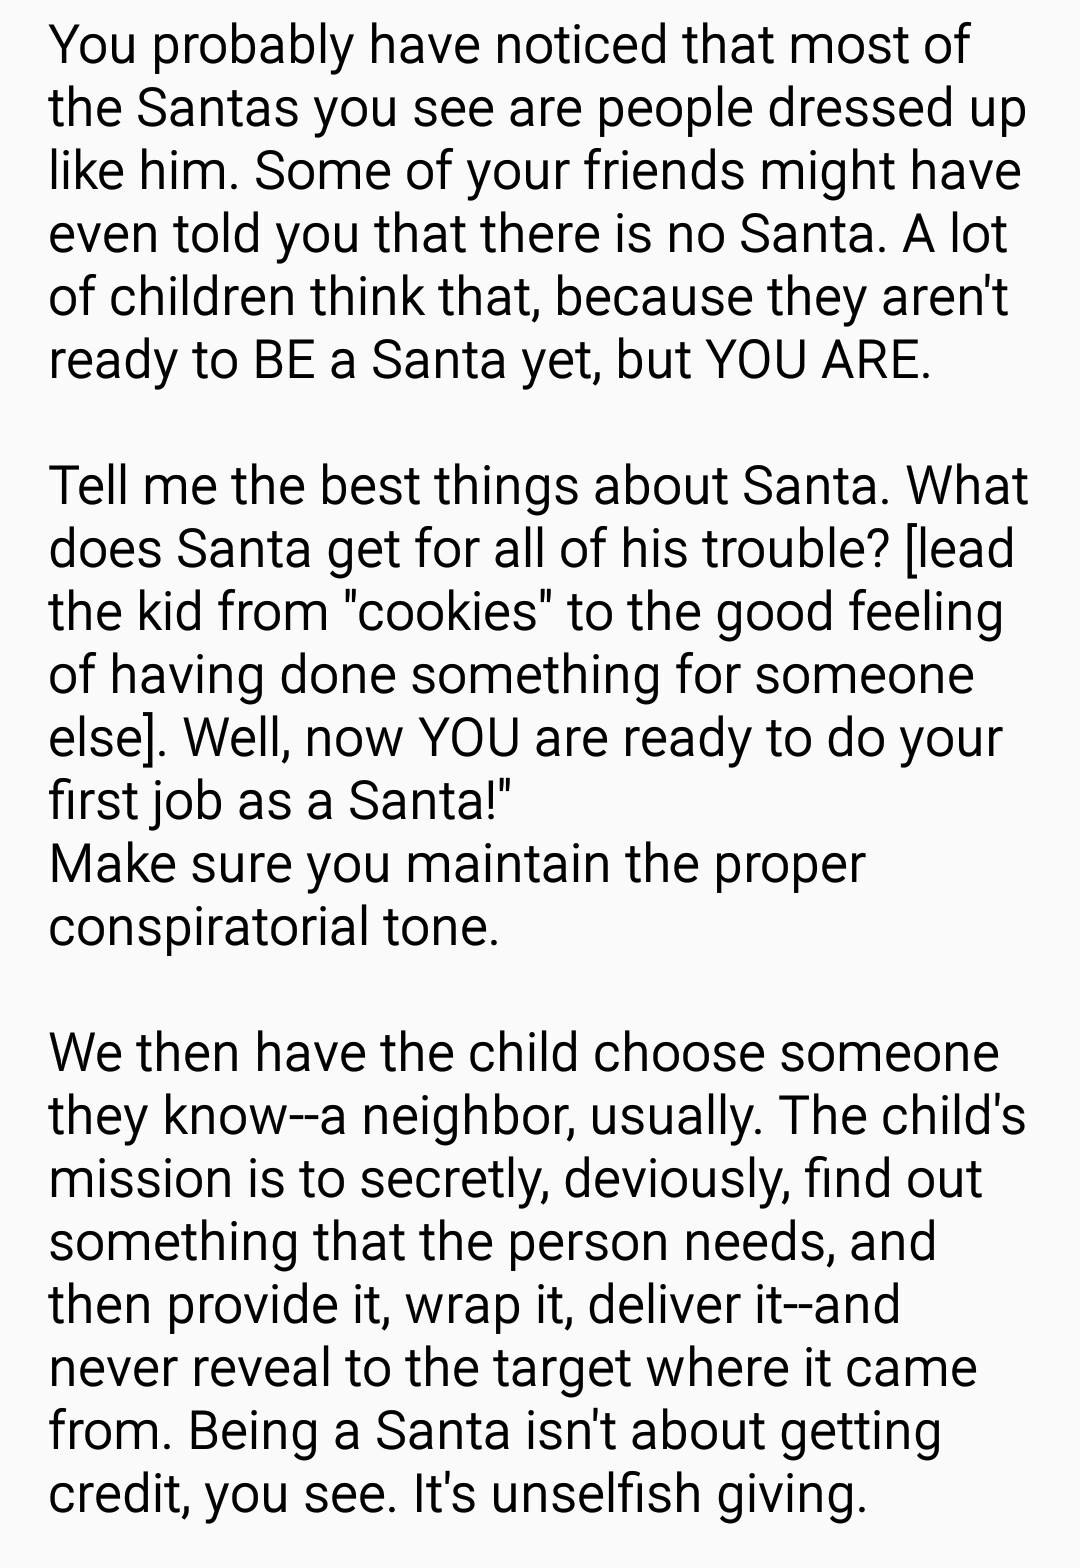 You probably have noticed that most of
the Santas you see are people dressed up
like him. Some of your friends might have
even told you that there is no Santa. A lot
of children think that, because they aren't
ready to BE a Santa yet, but YOU ARE.
Tell me the best things about Santa. What
does Santa get for all of his trouble? [lead
the kid from "cookies" to the good feeling
of having done something for someone
else]. Well, now YOU are ready to do your
first job as a Santa!"
Make sure you maintain the proper
conspiratorial tone.
We then have the child choose someone
they know--a neighbor, usually. The child's
mission is to secretly, deviously, find out
something that the person needs, and
then provide it, wrap it, deliver it--and
never reveal to the target where it came
from. Being a Santa isn't about getting
credit, you see. It's unselfish giving.